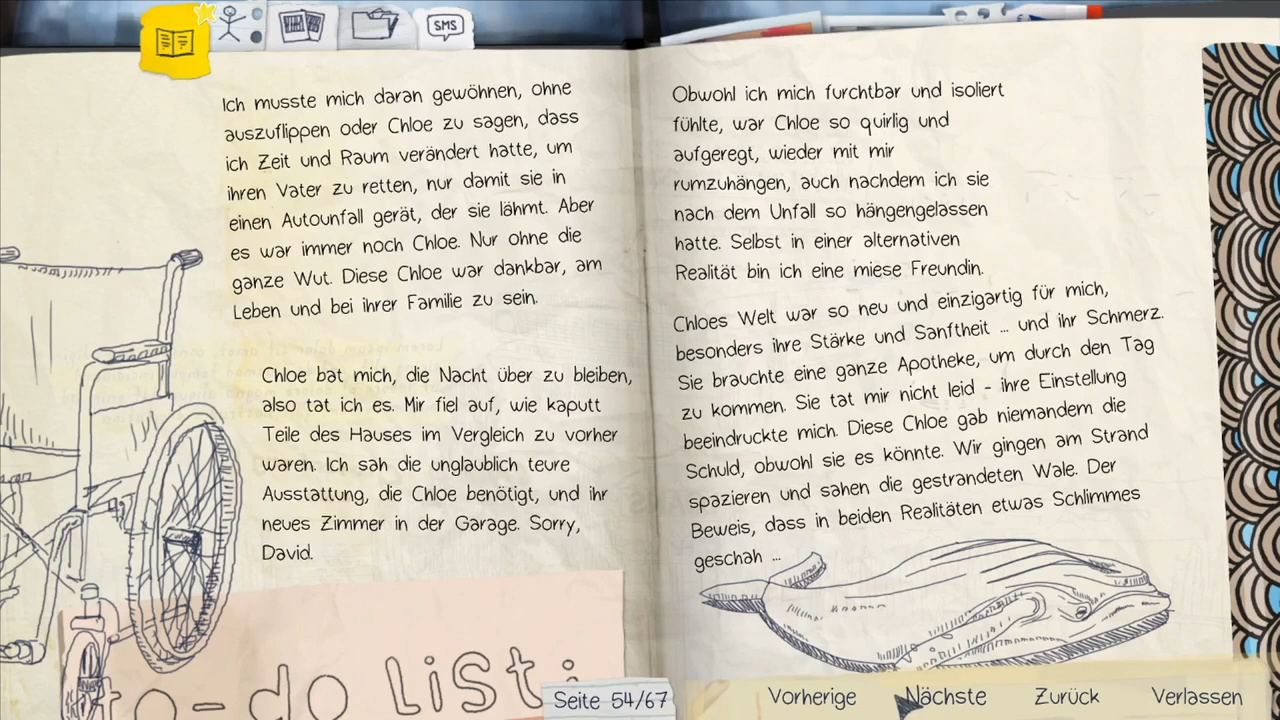 SMS
Ich musste mich daran gewöhnen, ohne
auszuflippen oder Chloe zu sagen, dass
ich Zeit und Raum verändert hatte, um
ihren Vater zu retten, nur damit sie in
einen Autounfall gerät, der sie lähmt. Aber
es war immer noch Chloe. Nur ohne die
ganze Wut. Diese Chloe war dankbar, am
Leben und bei ihrer Familie zu sein.
Chloe bat mich, die Nacht über zu bleiben,
also tat ich es. Mir fiel auf, wie kaputt
Teile des Hauses im Vergleich zu vorher
waren. Ich sah die unglaublich teure
Ausstattung, die Chloe benötigt, und ihr
neues Zimmer in der Garage. Sorry,
David.
to-do list:
Obwohl ich mich furchtbar und isoliert
fühlte, war Chloe so quirlig und
aufgeregt, wieder mit mir
rumzuhängen, auch nachdem ich sie
nach dem Unfall so hängengelassen
hatte. Selbst in einer alternativen
Realität bin ich eine miese Freundin.
Chloes Welt war so neu und einzigartig für mich,
besonders ihre Stärke und Sanftheit ... und ihr Schmerz.
Sie brauchte eine ganze Apotheke, um durch den Tag
zu kommen. Sie tat mir nicht leid - ihre Einstellung
beeindruckte mich. Diese Chloe gab niemandem die
Schuld, obwohl sie es könnte. Wir gingen am Strand
spazieren und sahen die gestrandeten Wale. Der
Beweis, dass in beiden Realitäten etwas Schlimmes
geschah ...
Seite 54/67
Vorherige
Nächste
Zurück
Verlassen